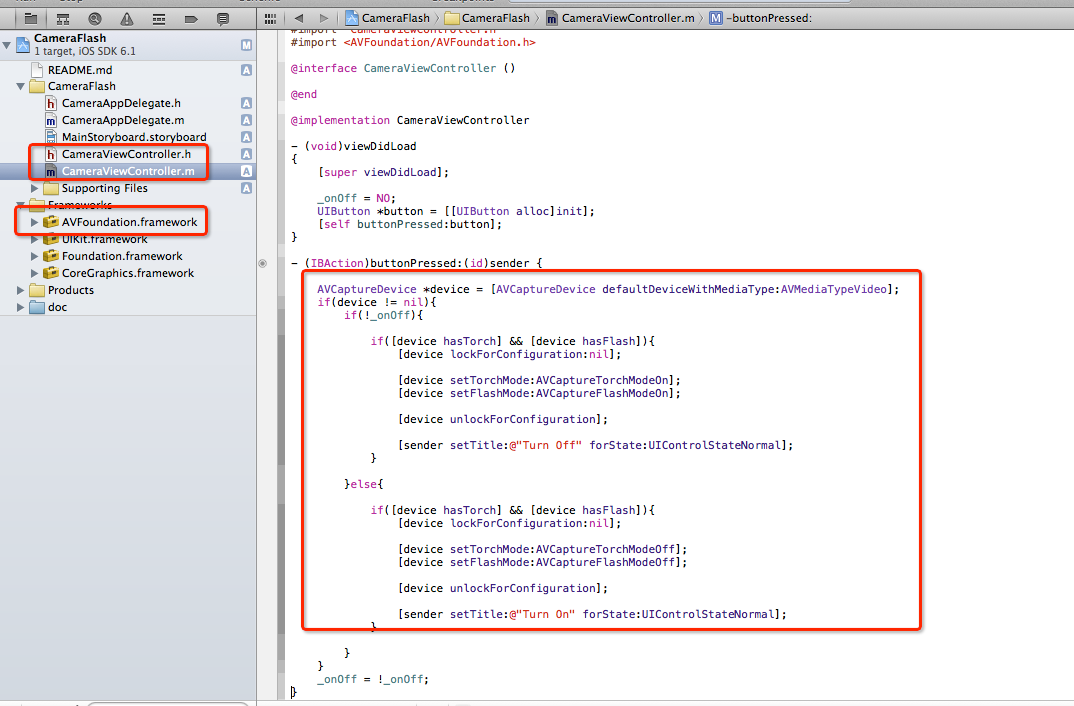 CameraFlash
CameraFlash
CameraViewController.m
-buttonPressed:
CameraFlash
1 target, iOS SDK 6.1
M
README.md
A
CameraFlash
CameraAppDelegate.h
A
CameraAppDelegate.m
A
MainStoryboard.storyboard
A
CameraViewController.h
A
CameraViewController.m
A
Supporting Files
A
Frameworks
AVFoundation.framework
UIKit.framework
Foundation.framework
CoreGraphics.framework
Products
doc
#import "CameraViewController.h"
#import <AVFoundation/AVFoundation.h>
@interface CameraViewController ()
@end
@implementation CameraViewController
- (void)viewDidLoad
{
[super viewDidLoad];
_onOff = NO;
UIButton *button = [[UIButton alloc]init];
[self buttonPressed:button];
}
- (IBAction)buttonPressed:(id)sender {
AVCaptureDevice *device = [AVCaptureDevice defaultDeviceWithMediaType:AVMediaTypeVideo];
if(device != nil){
if(!_onOff){
if([device hasTorch] && [device hasFlash]){
[device lockForConfiguration:nil];
[device setTorchMode:AVCaptureTorchModeOn];
[device setFlashMode:AVCaptureFlashModeOn];
[device unlockForConfiguration];
[sender setTitle:@"Turn Off" forState:UIControlStateNormal];
}
}else{
if([device hasTorch] && [device hasFlash]){
[device lockForConfiguration:nil];
[device setTorchMode:AVCaptureTorchModeOff];
[device setFlashMode:AVCaptureFlashModeOff];
[device unlockForConfiguration];
[sender setTitle:@"Turn On" forState:UIControlStateNormal];
}
}
}
_onOff = !_onOff;
}